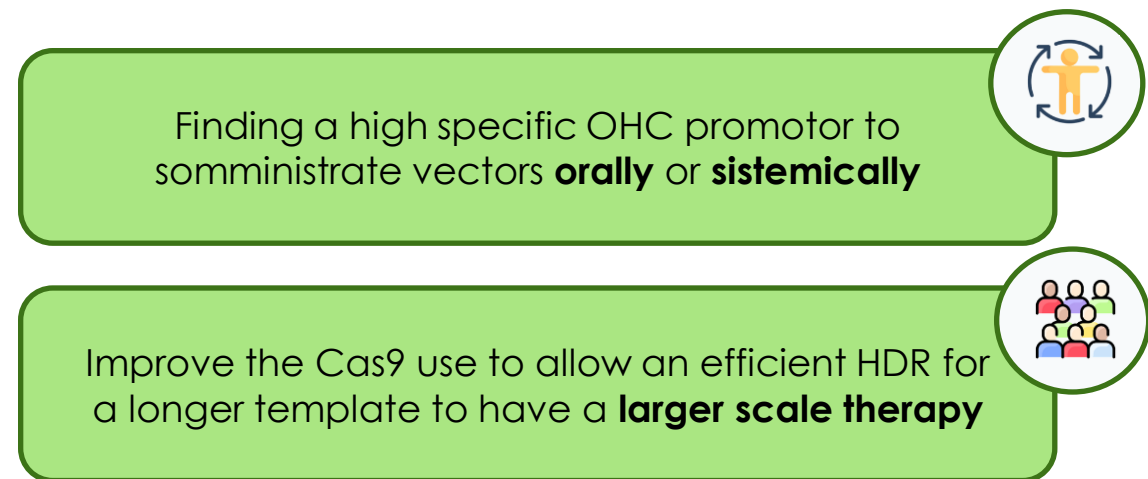 Finding a high specific OHC promotor to
somministrate vectors orally or sistemically
Improve the Cas9 use to allow an efficient HDR for
a longer template to have a larger scale therapy